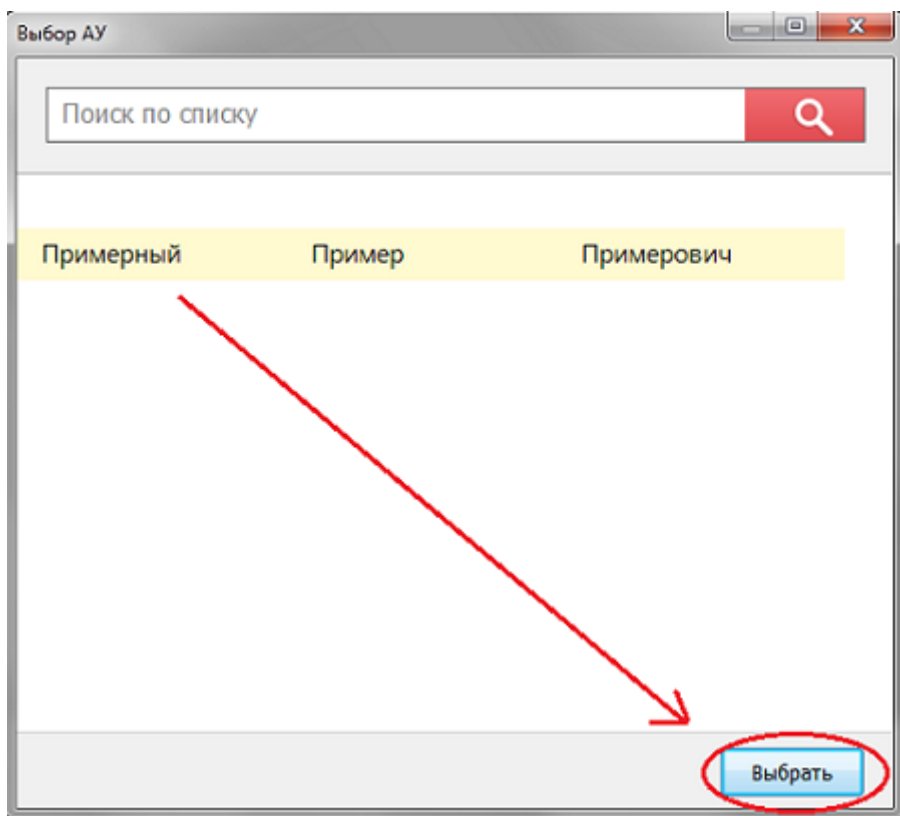 Выбор АУ
Поиск по списку
Примерный Пример Примерович
Выбрать